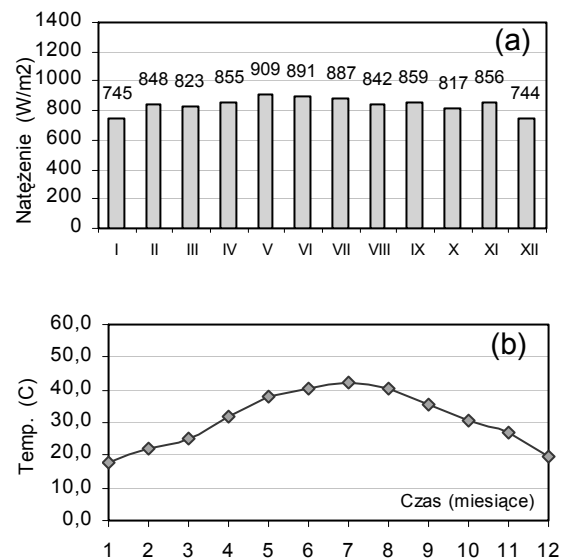 1400
(a)
1200
1000
800
600
400
200
0
Natężenie (W/m2)
745 848 823 855 909 891 887 842 859 817 856 744
I II III IV V VI VII VIII IX X XI XII
60,0
(b)
50,0
40,0
30,0
20,0
10,0
0,0
Temp. (C)
Czas (miesiące)
1 2 3 4 5 6 7 8 9 10 11 12